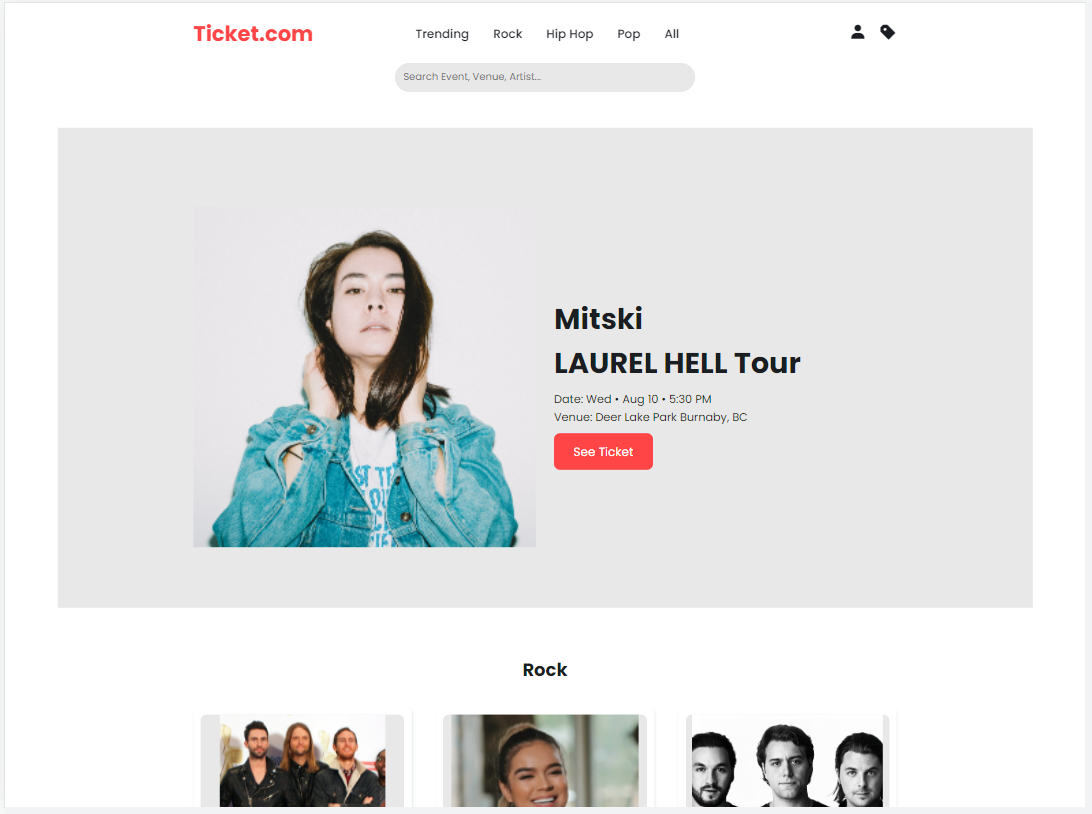 Ticket.com
Trending Rock Hip Hop Pop All
Search Event, Venue, Artist...
Mitski
LAUREL HELL Tour
Date: Wed • Aug 10 • 5:30 PM
Venue: Deer Lake Park Burnaby, BC
See Ticket
Rock